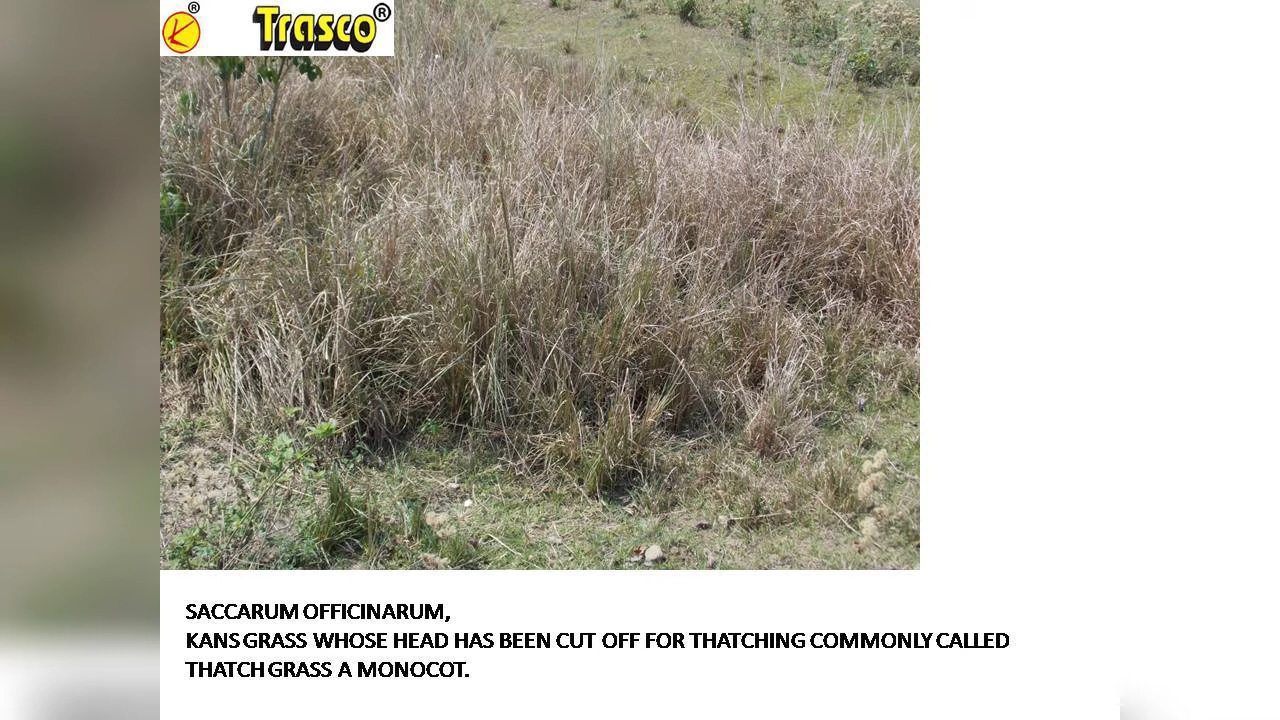 ® Trasco®
SACCARUM OFFICINARUM,
KANS GRASS WHOSE HEAD HAS BEEN CUT OFF FOR THATCHING COMMONLY CALLED
THATCH GRASS A MONOCOT.